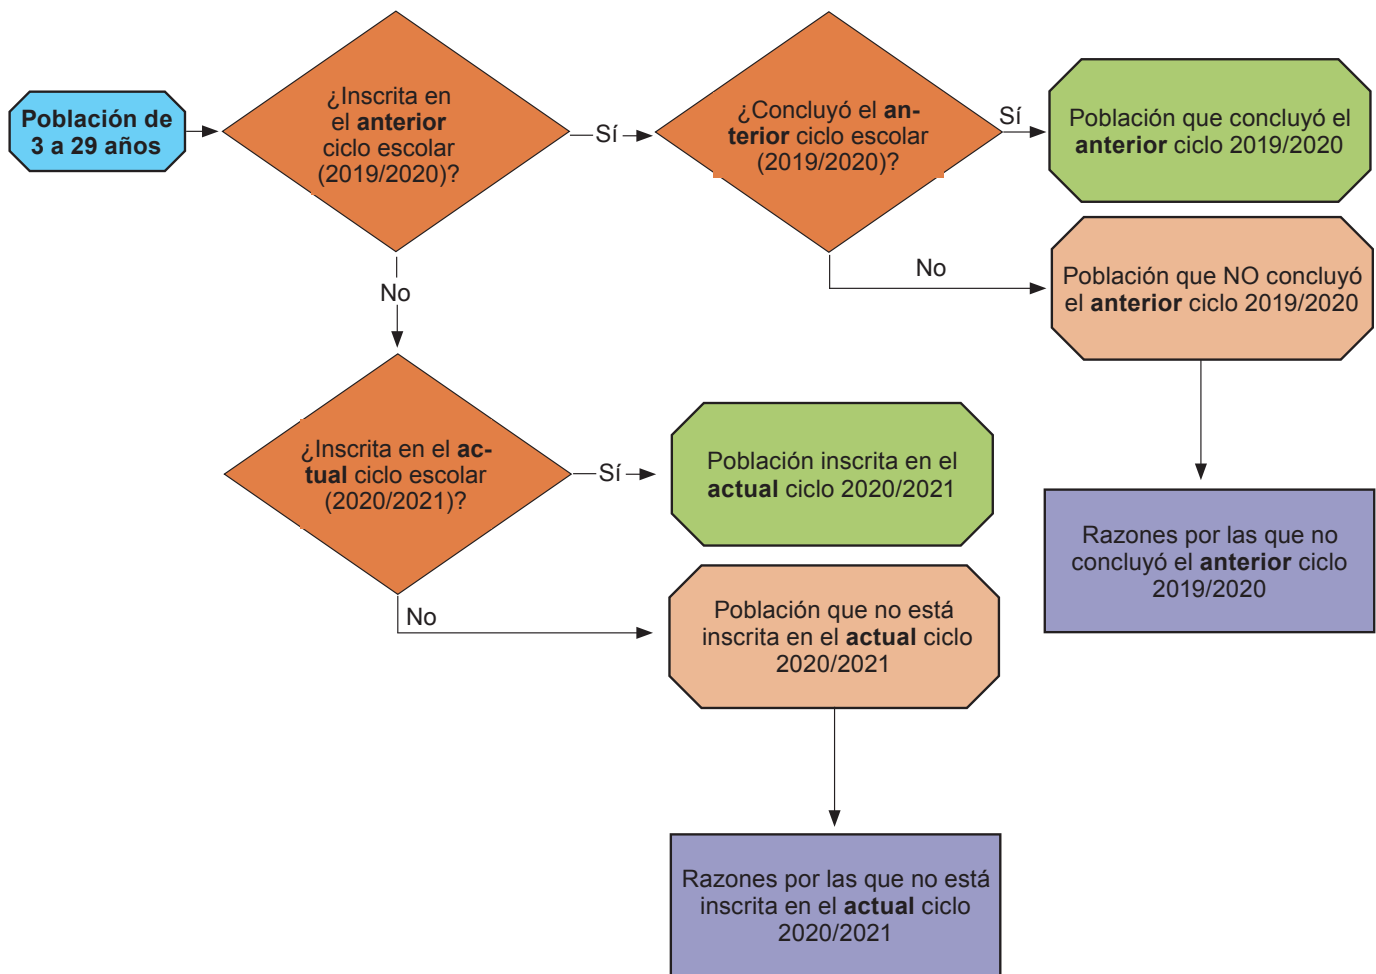 Población de
3 a 29 años
¿Inscrita en
el anterior
ciclo escolar
(2019/2020)?
Sí
¿Concluyó el an-
terior ciclo escolar
(2019/2020)?
Sí
Población que concluyó el
anterior ciclo 2019/2020
No
Población que NO concluyó
el anterior ciclo 2019/2020
Razones por las que no
concluyó el anterior ciclo
2019/2020
No
¿Inscrita en el ac-
tual ciclo escolar
(2020/2021)?
Sí
Población inscrita en el
actual ciclo 2020/2021
No
Población que no está
inscrita en el actual ciclo
2020/2021
Razones por las que no está
inscrita en el actual ciclo
2020/2021